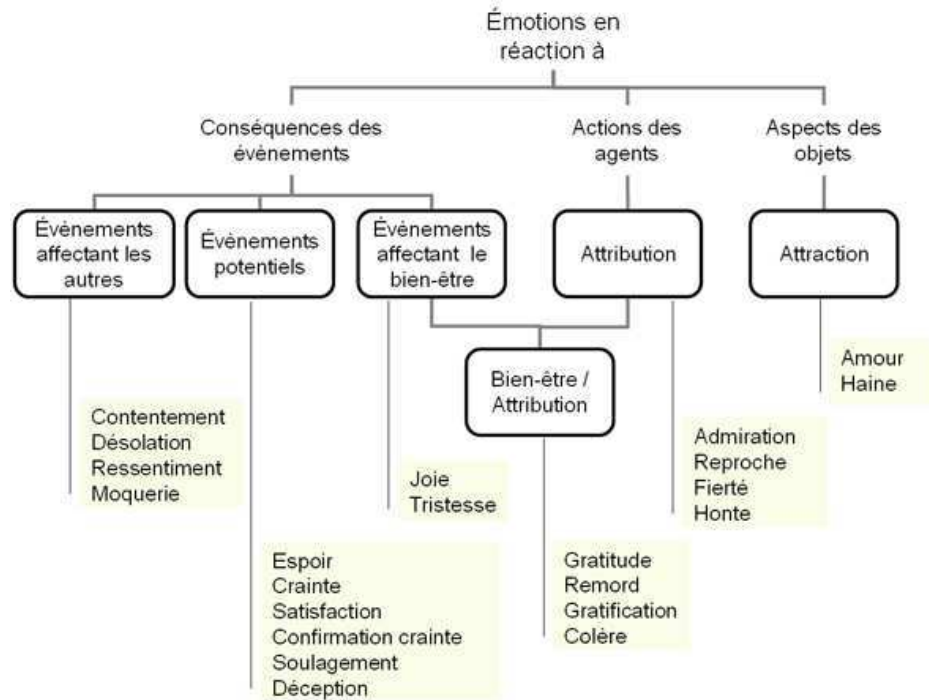 Émotions en
réaction à
Conséquences des
évènements
Actions des
agents
Aspects des
objets
Évènements
affectant les
autres
Évènements
potentiels
Évènements
affectant le
bien-être
Attribution
Attraction
Bien-être /
Attribution
Amour
Haine
Contentement
Désolation
Ressentiment
Moquerie
Joie
Tristesse
Admiration
Reproche
Fierté
Honte
Espoir
Crainte
Satisfaction
Confirmation crainte
Soulagement
Déception
Gratitude
Remord
Gratification
Colère